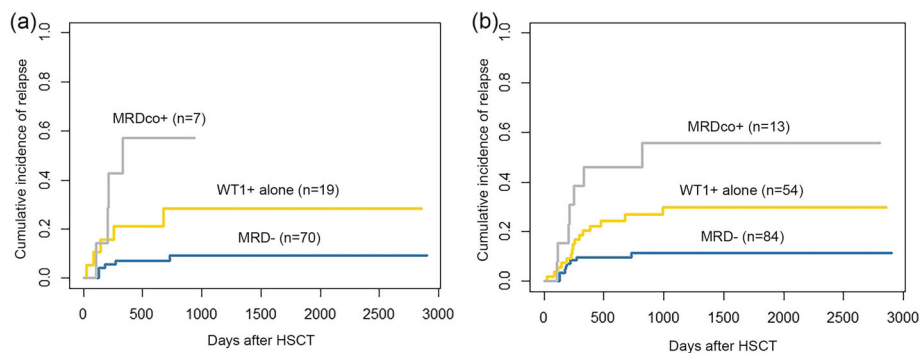 (a)
Cumulative incidence of relapse
1.0
0.8
0.6
0.4
0.2
0.0
MRDco+ (n=7)
WT1+ alone (n=19)
MRD- (n=70)
0 500 1000 1500 2000 2500 3000
Days after HSCT
(b)
Cumulative incidence of relapse
1.0
0.8
0.6
0.4
0.2
0.0
MRDco+ (n=13)
WT1+ alone (n=54)
MRD- (n=84)
0 500 1000 1500 2000 2500 3000
Days after HSCT